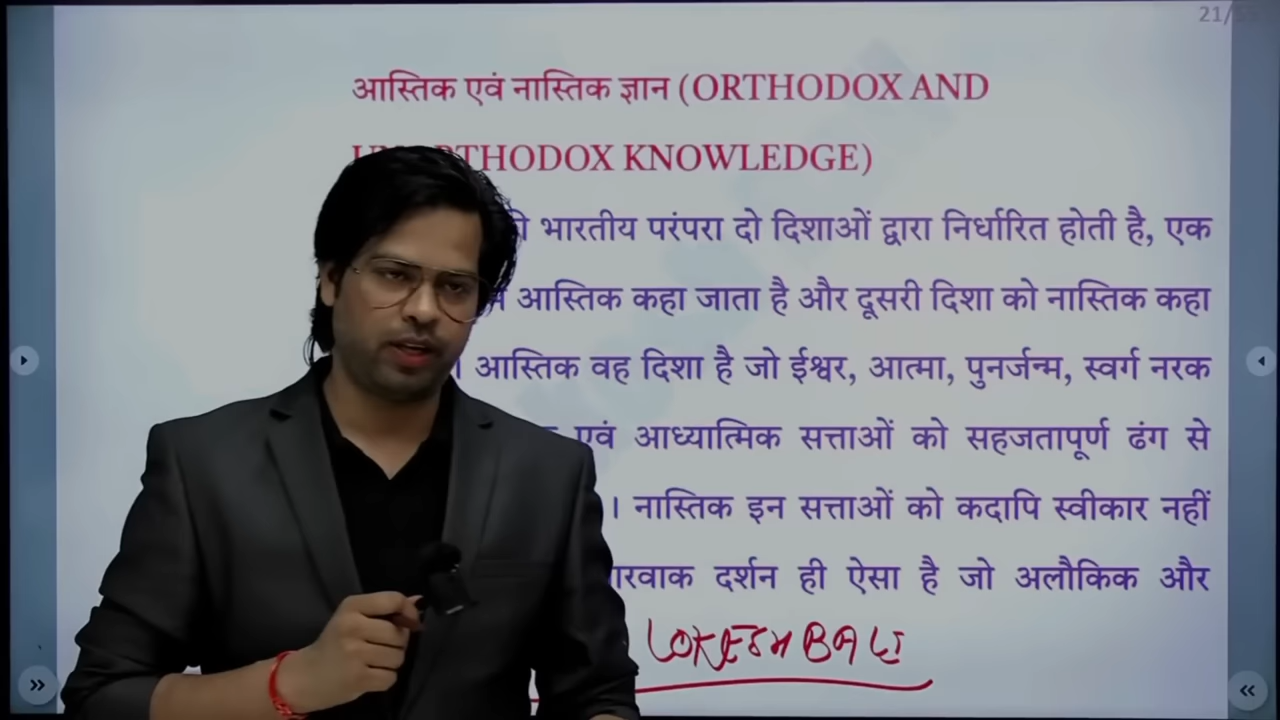 21/
आस्तिक एवं नास्तिक ज्ञान (ORTHODOX AND
ORTHODOX KNOWLEDGE)
भारतीय परंपरा दो दिशाओं द्वारा निर्धारित होती है, एक
आस्तिक कहा जाता है और दूसरी दिशा को नास्तिक कहा
। आस्तिक वह दिशा है जो ईश्वर, आत्मा, पुनर्जन्म, स्वर्ग नरक
एवं आध्यात्मिक सत्ताओं को सहजतापूर्ण ढंग से
। नास्तिक इन सत्ताओं को कदापि स्वीकार नहीं
दर्शन ही ऐसा है जो अलौकिक और
LOKESH BALI